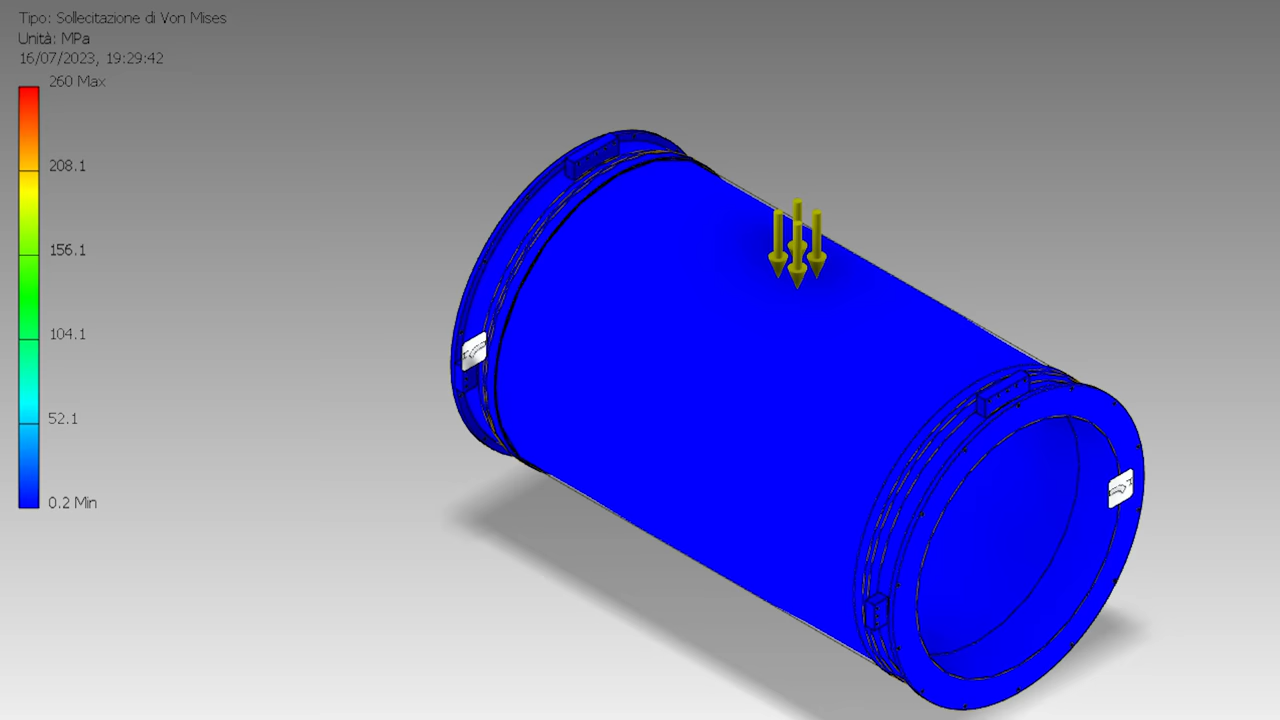 Tipo: Sollecitazione di Von Mises
Unità: MPa
16/07/2023, 19:29:42
260 Max
208.1
156.1
104.1
52.1
0.2 Min